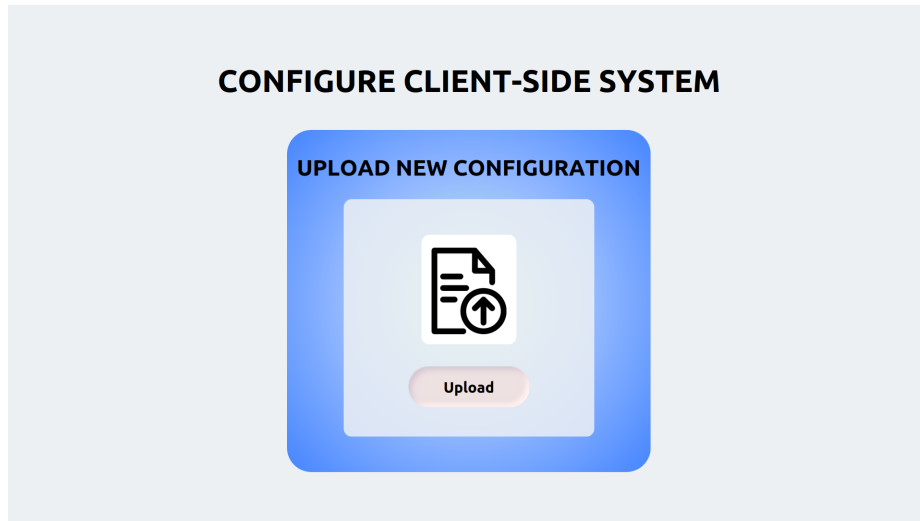 CONFIGURE CLIENT-SIDE SYSTEM
UPLOAD NEW CONFIGURATION
Upload